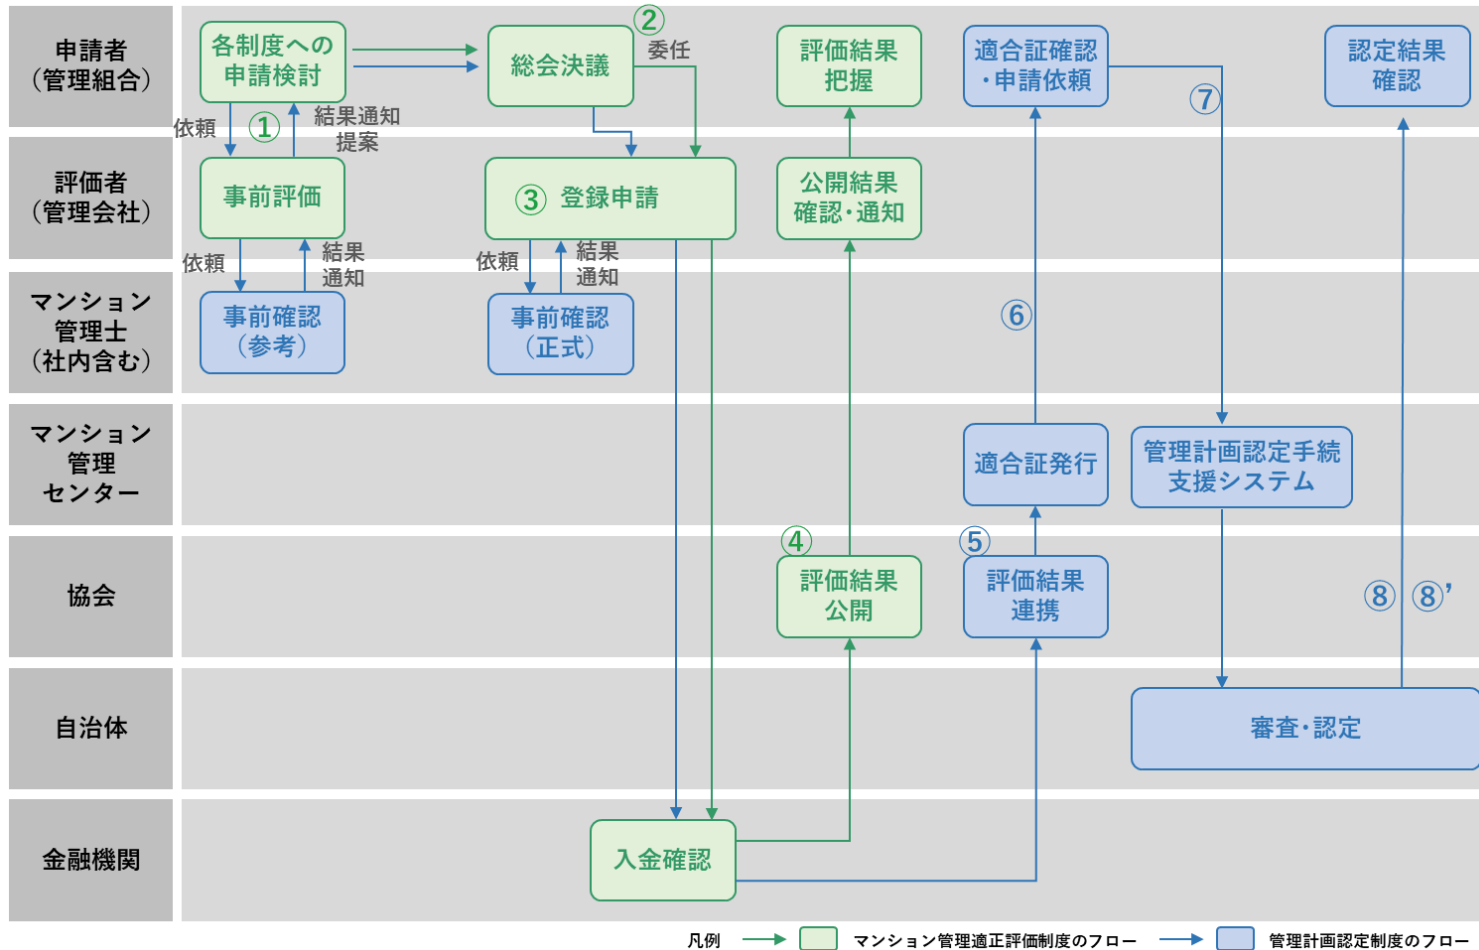 申請者
（管理組合）
各制度への
申請検討
総会決議
②
委任
評価結果
把握
適合証確認
・申請依頼
⑦
認定結果
確認
依頼
①
結果通知
提案
評価者
（管理会社）
事前評価
③ 登録申請
公開結果
確認・通知
依頼
結果
通知
依頼
結果
通知
マンション
管理士
（社内含む）
事前確認
（参考）
事前確認
（正式）
⑥
マンション
管理
センター
適合証発行
管理計画認定手続
支援システム
協会
④
評価結果
公開
⑤
評価結果
連携
⑧ ⑧’
自治体
審査・認定
金融機関
入金確認
凡例 マンション管理適正評価制度のフロー 管理計画認定制度のフロー